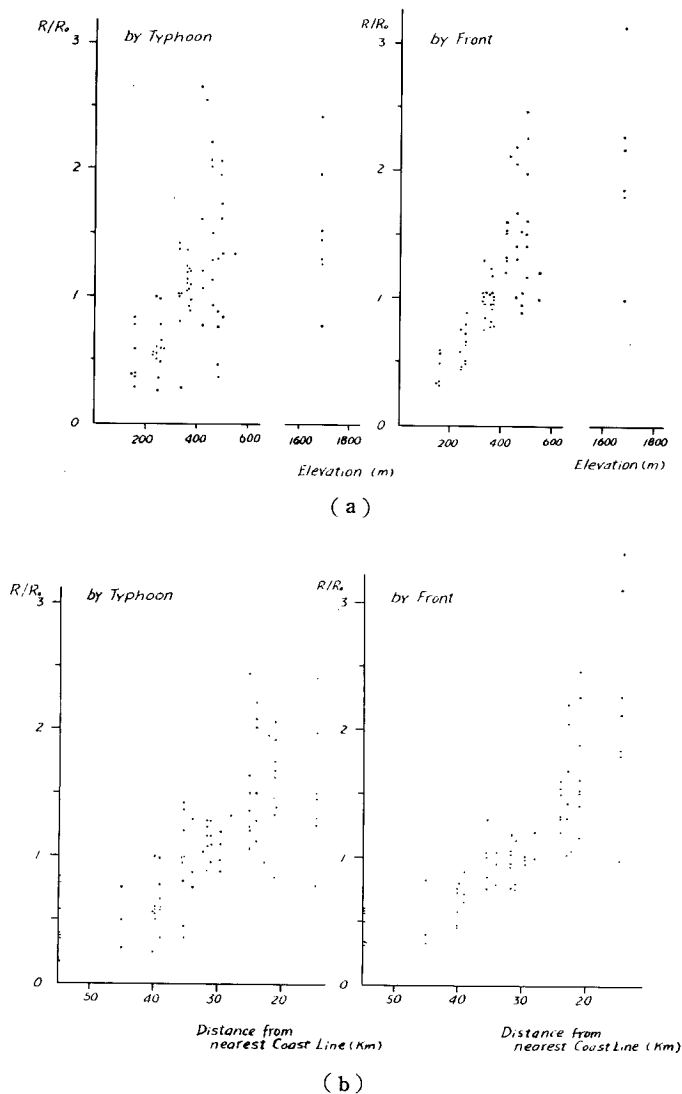 R/R₀
by Typhoon
3
2
1
0
200 400 600 1600 1800
Elevation (m)
R/R₀
by Front
3
2
1
0
200 400 600 1600 1800
Elevation (m)
(a)
R/R₀
by Typhoon
3
2
1
0
50 40 30 20
Distance from
nearest Coast Line (Km)
R/R₀
by Front
3
2
1
0
50 40 30 20
Distance from
nearest Coast Line (Km)
(b)